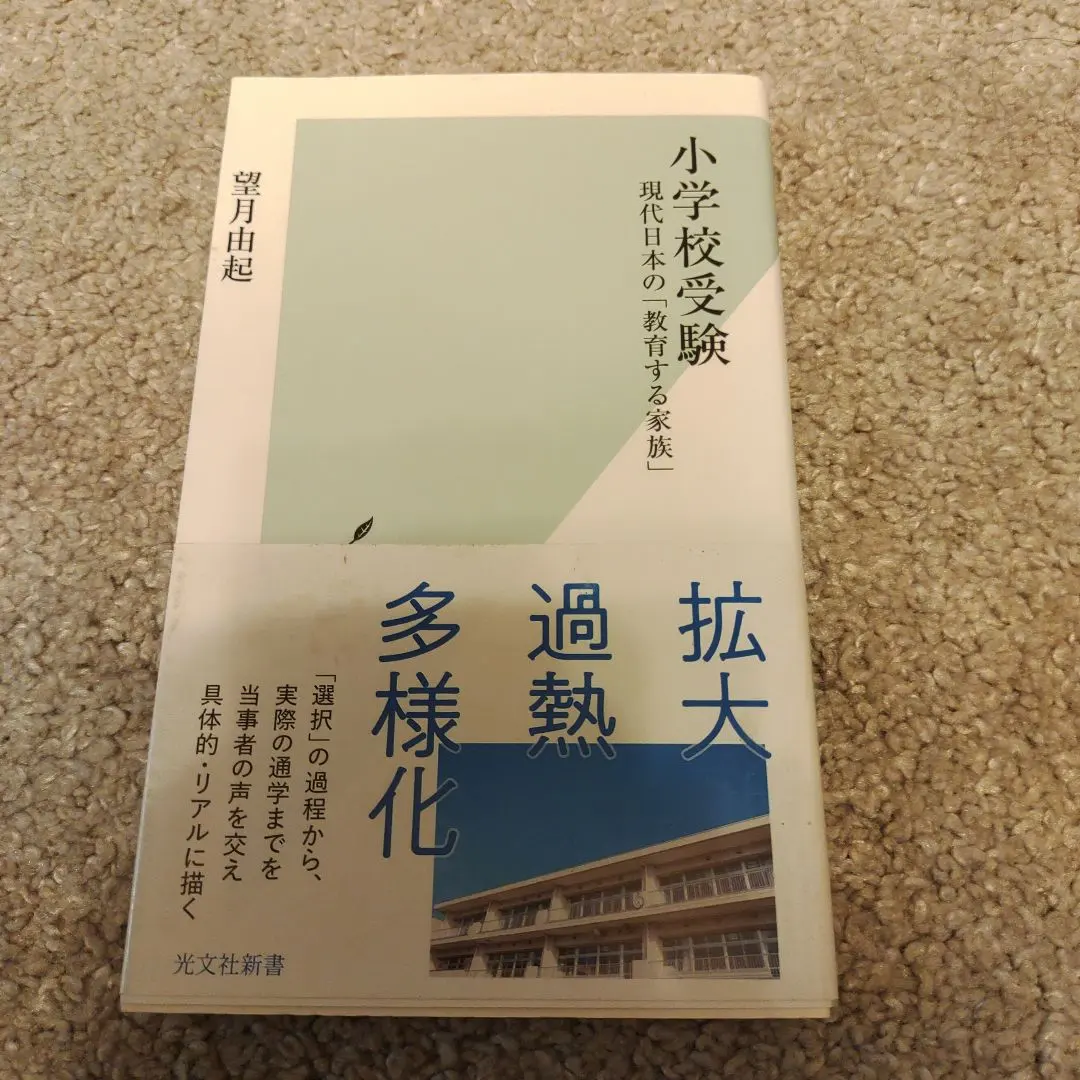 小学校受験
現代日本の「教育する家族」
望月由起
拡大
過熱
多様化
「選択」の過程から、
実際の通学までを
当事者の声を交え
具体的・リアルに描く
光文社新書